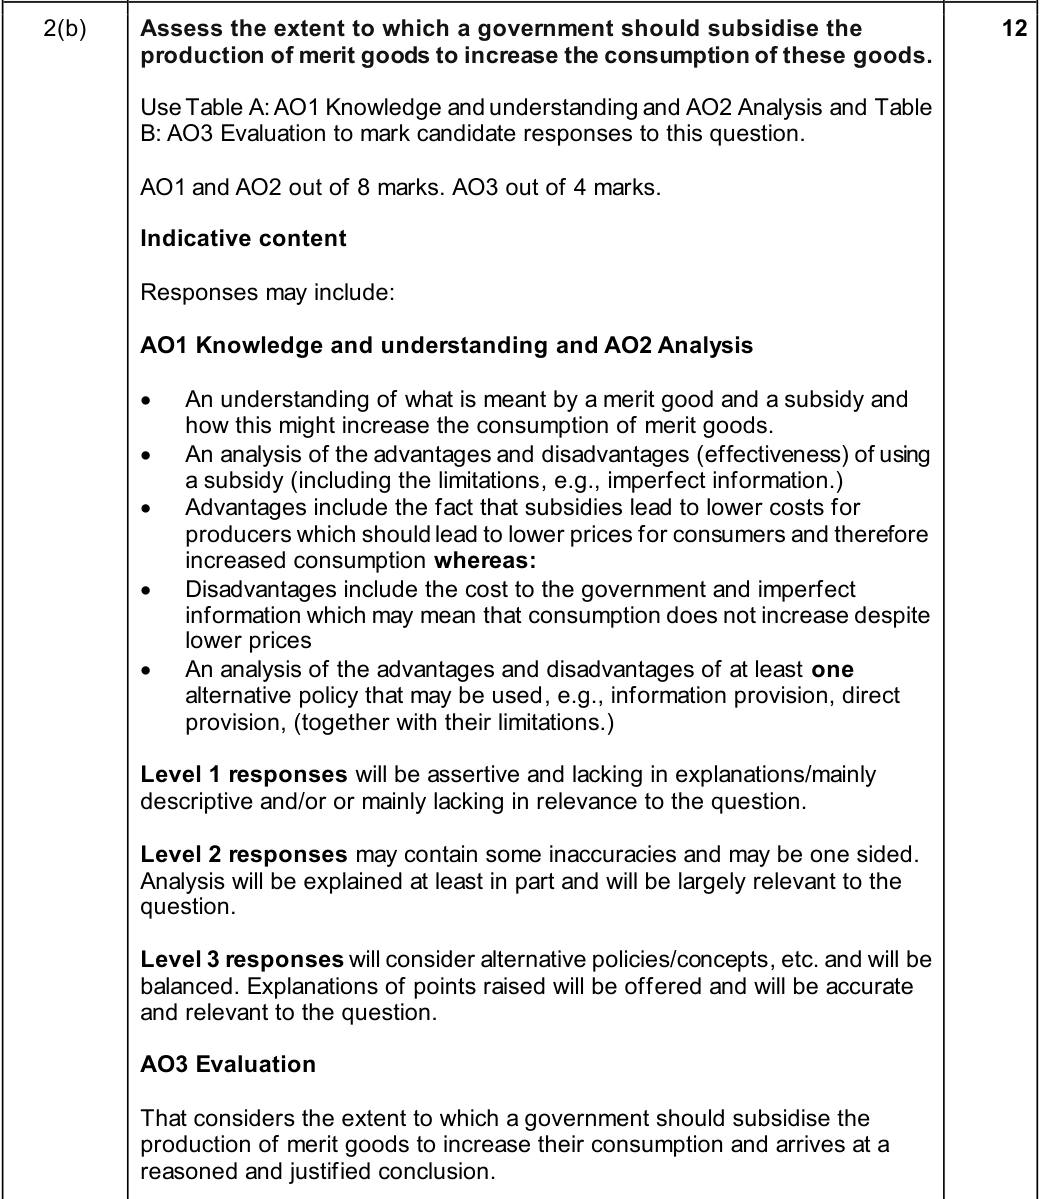 2(b)
Assess the extent to which a government should subsidise the
production of merit goods to increase the consumption of these goods.
12
Use Table A: AO1 Knowledge and understanding and AO2 Analysis and Table
B: AO3 Evaluation to mark candidate responses to this question.
AO1 and AO2 out of 8 marks. AO3 out of 4 marks.
Indicative content
Responses may include:
AO1 Knowledge and understanding and AO2 Analysis
• An understanding of what is meant by a merit good and a subsidy and
how this might increase the consumption of merit goods.
• An analysis of the advantages and disadvantages (effectiveness) of using
a subsidy (including the limitations, e.g., imperfect information.)
• Advantages include the fact that subsidies lead to lower costs for
producers which should lead to lower prices for consumers and therefore
increased consumption whereas:
• Disadvantages include the cost to the government and imperfect
information which may mean that consumption does not increase despite
lower prices
• An analysis of the advantages and disadvantages of at least one
alternative policy that may be used, e.g., information provision, direct
provision, (together with their limitations.)
Level 1 responses will be assertive and lacking in explanations/mainly
descriptive and/or or mainly lacking in relevance to the question.
Level 2 responses may contain some inaccuracies and may be one sided.
Analysis will be explained at least in part and will be largely relevant to the
question.
Level 3 responses will consider alternative policies/concepts, etc. and will be
balanced. Explanations of points raised will be offered and will be accurate
and relevant to the question.
AO3 Evaluation
That considers the extent to which a government should subsidise the
production of merit goods to increase their consumption and arrives at a
reasoned and justified conclusion.